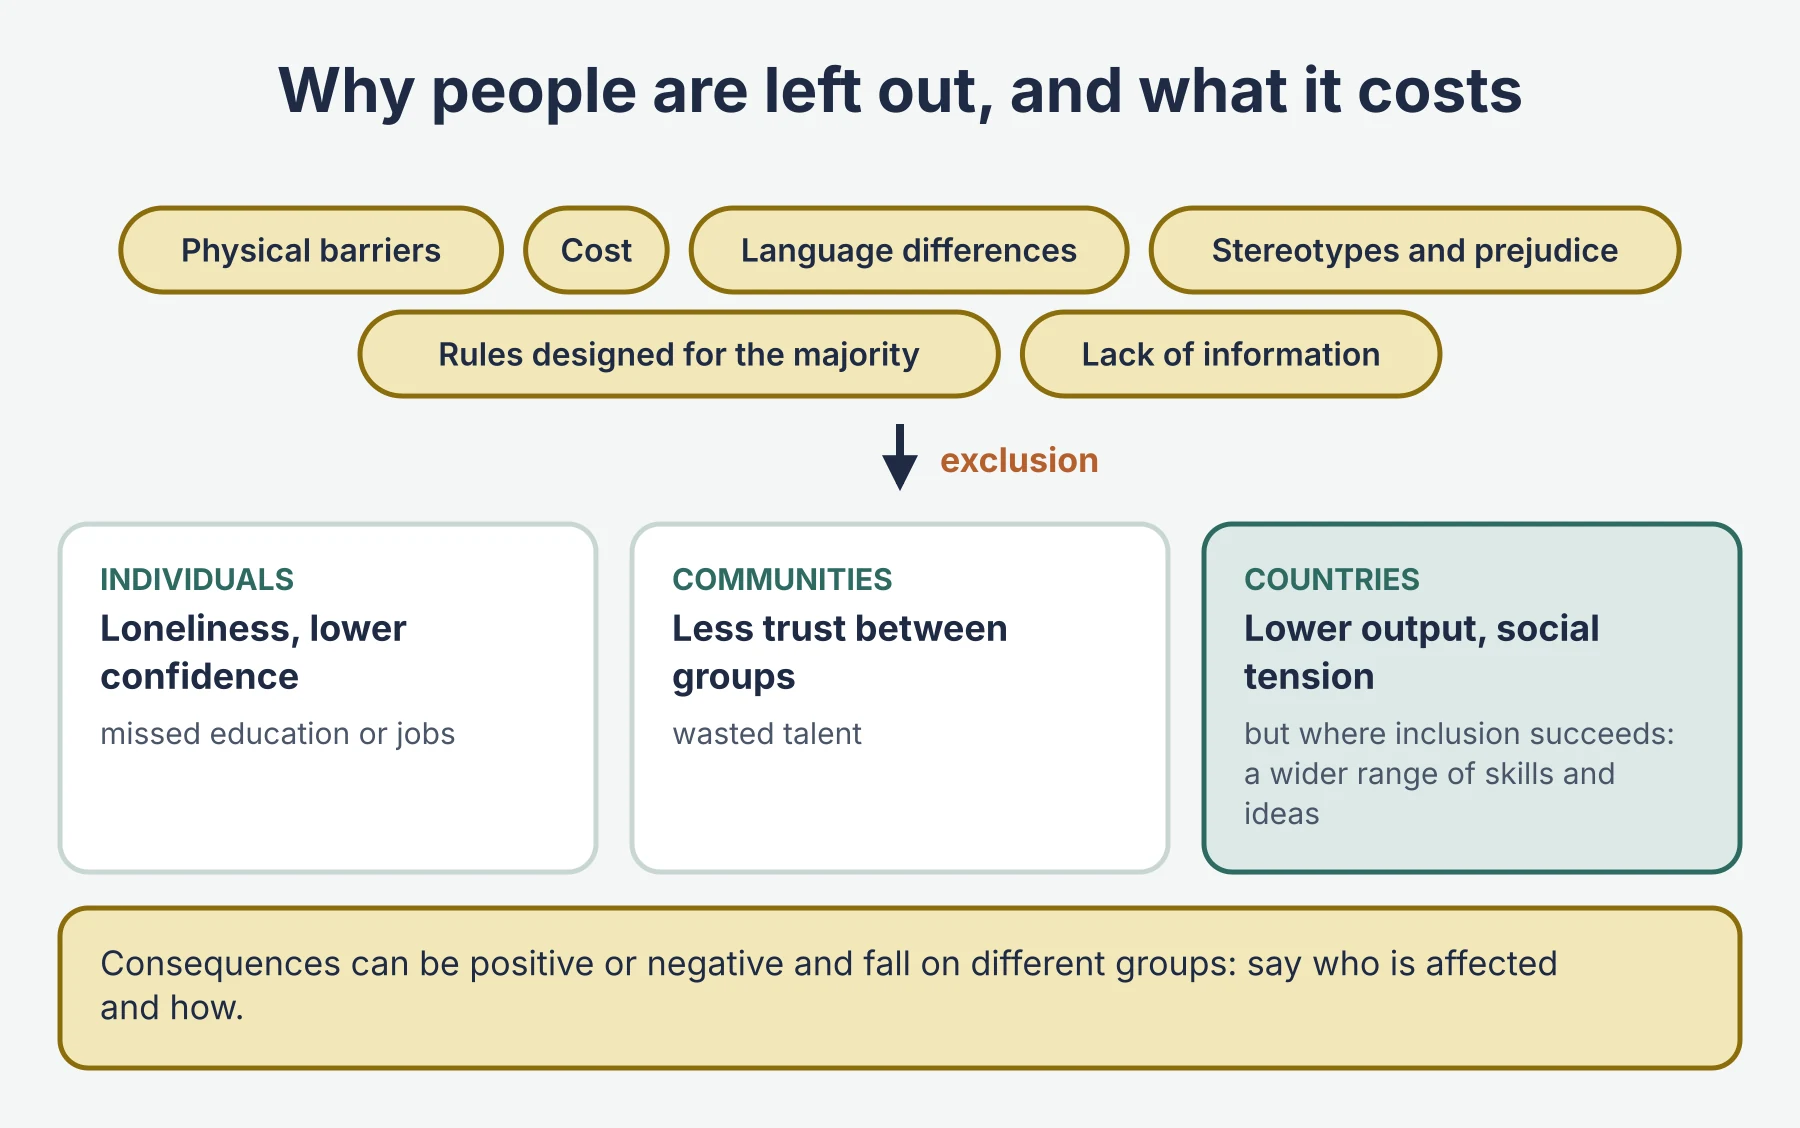 Why people are left out, and what it costs
Physical barriers
Cost
Language differences
Stereotypes and prejudice
Rules designed for the majority
Lack of information
exclusion
INDIVIDUALS
Loneliness, lower
confidence
missed education or jobs
COMMUNITIES
Less trust between
groups
wasted talent
COUNTRIES
Lower output, social
tension
but where inclusion succeeds:
a wider range of skills and
ideas
Consequences can be positive or negative and fall on different groups: say who is affected
and how.